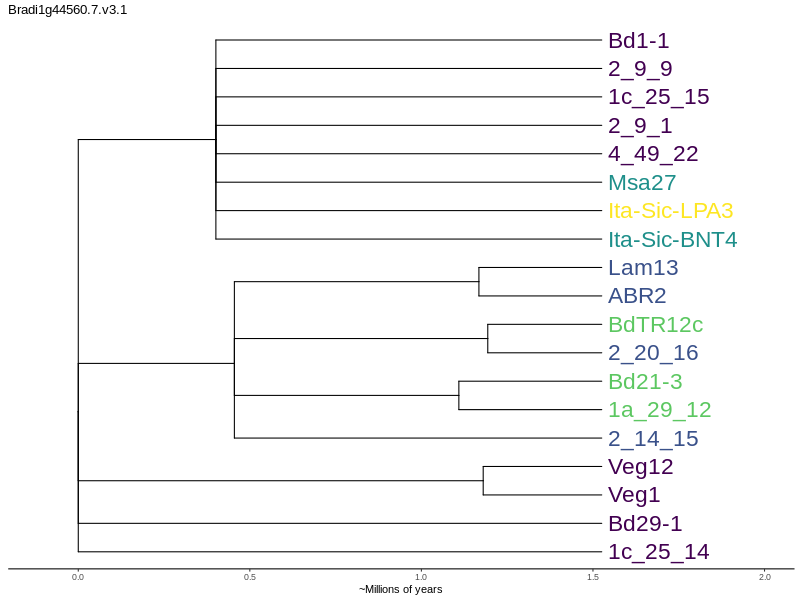 Bradi1g44560.7.v3.1
Bd1-1
2_9_9
1c_25_15
2_9_1
4_49_22
Msa27
Ita-Sic-LPA3
Ita-Sic-BNT4
Lam13
ABR2
BdTR12c
2_20_16
Bd21-3
1a_29_12
2_14_15
Veg12
Veg1
Bd29-1
1c_25_14
0.0 0.5 1.0 1.5 2.0
~Millions of years